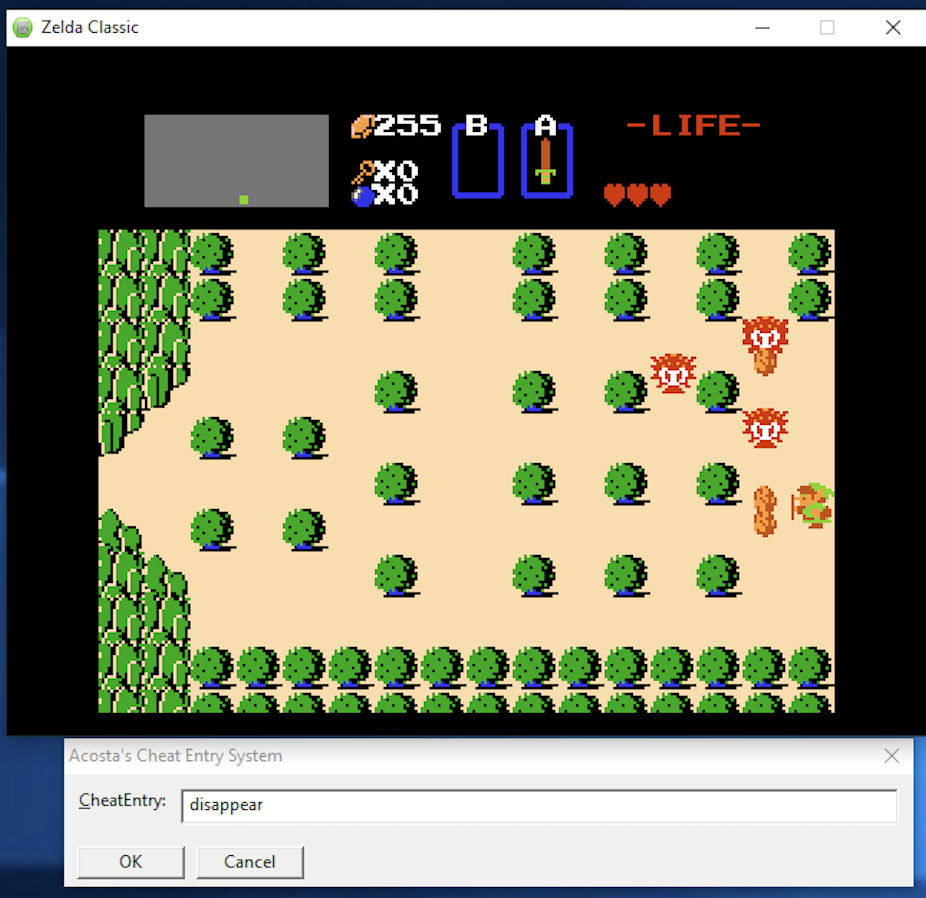 Zelda Classic
255 B A -LIFE-
X0
X0
Acosta's Cheat Entry System
CheatEntry: disappear
OK Cancel